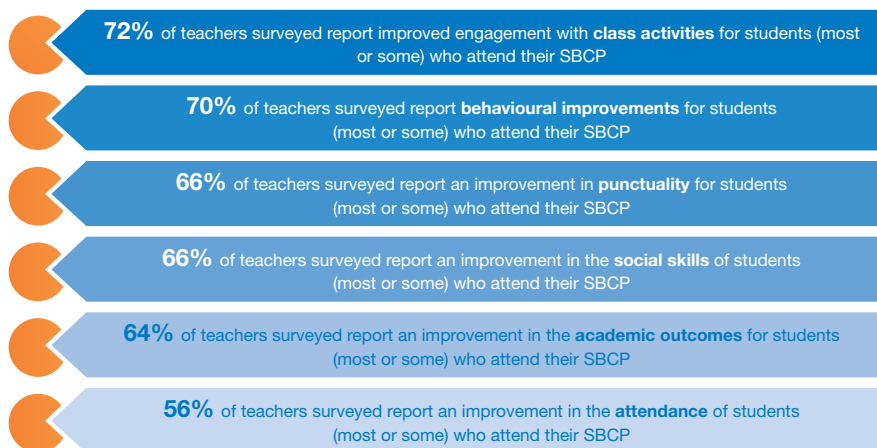 72% of teachers surveyed report improved engagement with class activities for students (most
or some) who attend their SBCP
70% of teachers surveyed report behavioural improvements for students
(most or some) who attend their SBCP
66% of teachers surveyed report an improvement in punctuality for students
(most or some) who attend their SBCP
66% of teachers surveyed report an improvement in the social skills of students
(most or some) who attend their SBCP
64% of teachers surveyed report an improvement in the academic outcomes for students
(most or some) who attend their SBCP
56% of teachers surveyed report an improvement in the attendance of students
(most or some) who attend their SBCP